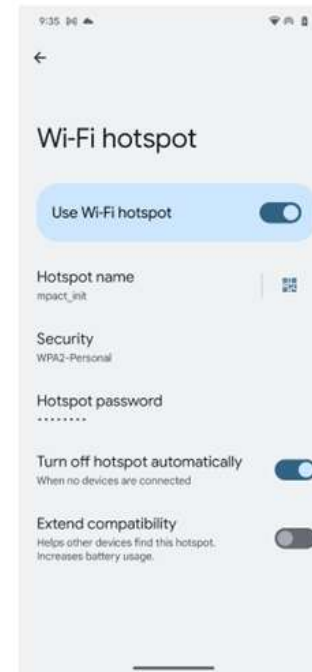 9:35
Wi-Fi hotspot
Use Wi-Fi hotspot
Hotspot name
mpact_init
Security
WPA2-Personal
Hotspot password
••••••••
Turn off hotspot automatically
When no devices are connected
Extend compatibility
Helps other devices find this hotspot.
Increases battery usage.